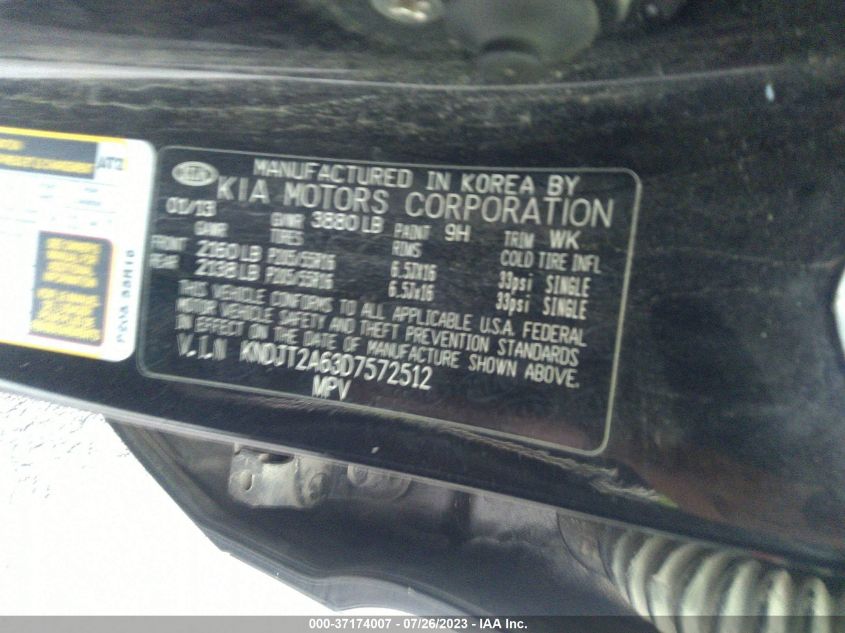 KIA
MANUFACTURED IN KOREA BY
KIA MOTORS CORPORATION
01/13 GVWR 3880 LB PAINT 9H TRIM WK
GAWR TIRES RIMS COLD TIRE INFL
FRONT 2160 LB P205/55R16 6.5Jx16 33psi SINGLE
REAR 2138 LB P205/55R16 6.5Jx16 33psi SINGLE
THIS VEHICLE CONFORMS TO ALL APPLICABLE U.S.A. FEDERAL
MOTOR VEHICLE SAFETY AND THEFT PREVENTION STANDARDS
IN EFFECT ON THE DATE OF MANUFACTURE SHOWN ABOVE.
V.I.N KNDJT2A63D7572512
MPV
000-37174007 - 07/26/2023 - IAA Inc.